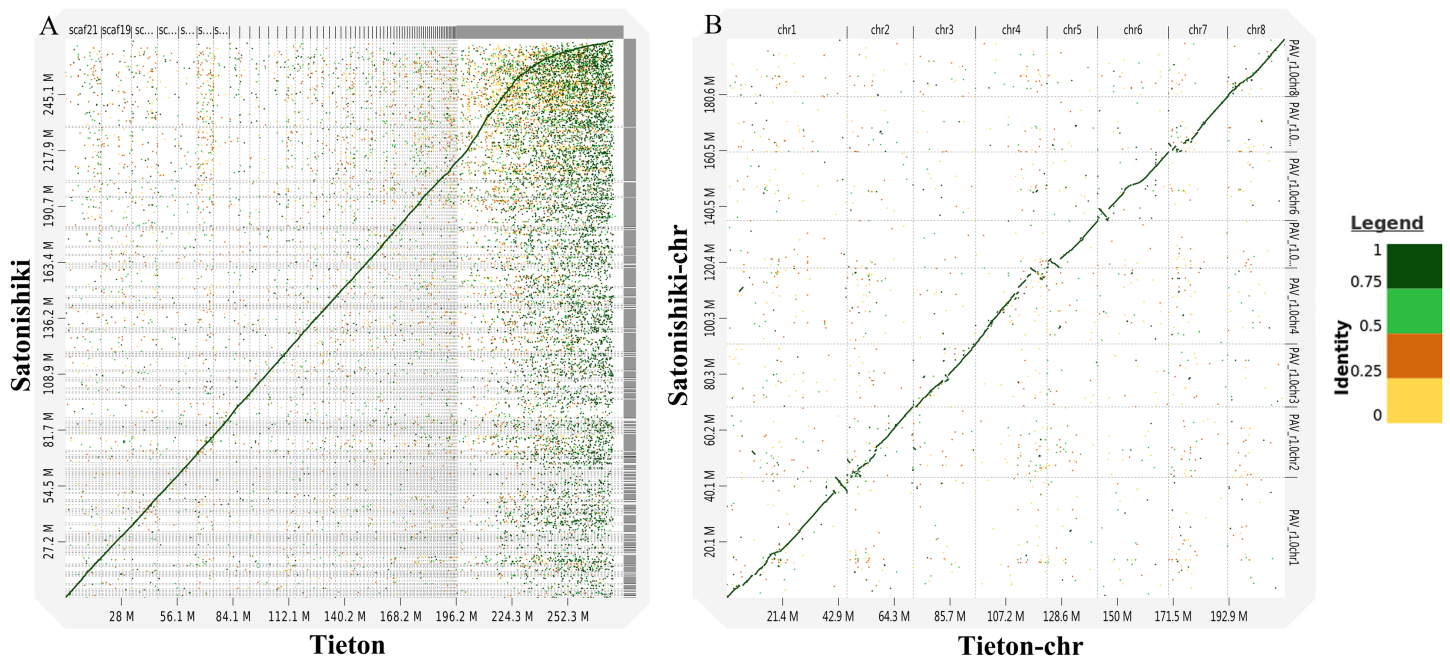 A
scaf21 scaf19 sc... sc... s... s... s...
245.1 M
217.9 M
190.7 M
163.4 M
136.2 M
108.9 M
81.7 M
54.5 M
27.2 M
Satonishiki
28 M 56.1 M 84.1 M 112.1 M 140.2 M 168.2 M 196.2 M 224.3 M 252.3 M
Tieton
B
chr1 chr2 chr3 chr4 chr5 chr6 chr7 chr8
180.6 M
160.5 M
140.5 M
120.4 M
100.3 M
80.3 M
60.2 M
40.1 M
20.1 M
Satonishiki-chr
PAV_r1.0chr8
PAV_r1.0...
PAV_r1.0chr6
PAV_r1.0...
PAV_r1.0chr4
PAV_r1.0chr3
PAV_r1.0chr2
PAV_r1.0chr1
21.4 M 42.9 M 64.3 M 85.7 M 107.2 M 128.6 M 150 M 171.5 M 192.9 M
Tieton-chr
Legend
Identity
1
0.75
0.5
0.25
0